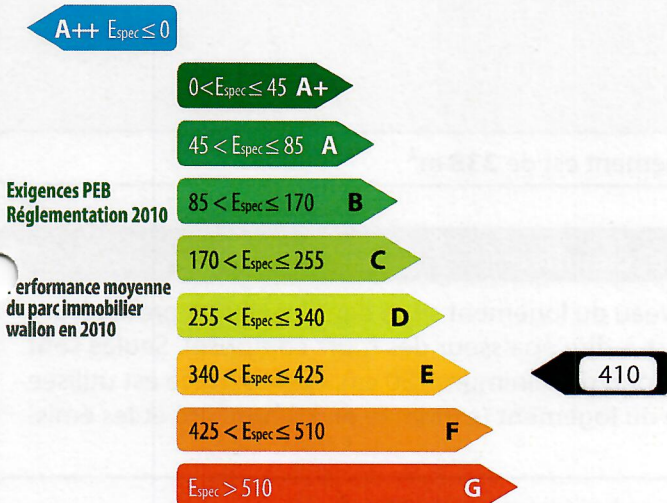 A++ Espec ≤ 0
0 < Espec ≤ 45 A+
45 < Espec ≤ 85 A
Exigences PEB
Réglementation 2010
85 < Espec ≤ 170 B
170 < Espec ≤ 255 C
. erformance moyenne
du parc immobilier
wallon en 2010
255 < Espec ≤ 340 D
340 < Espec ≤ 425 E
410
425 < Espec ≤ 510 F
Espec > 510 G